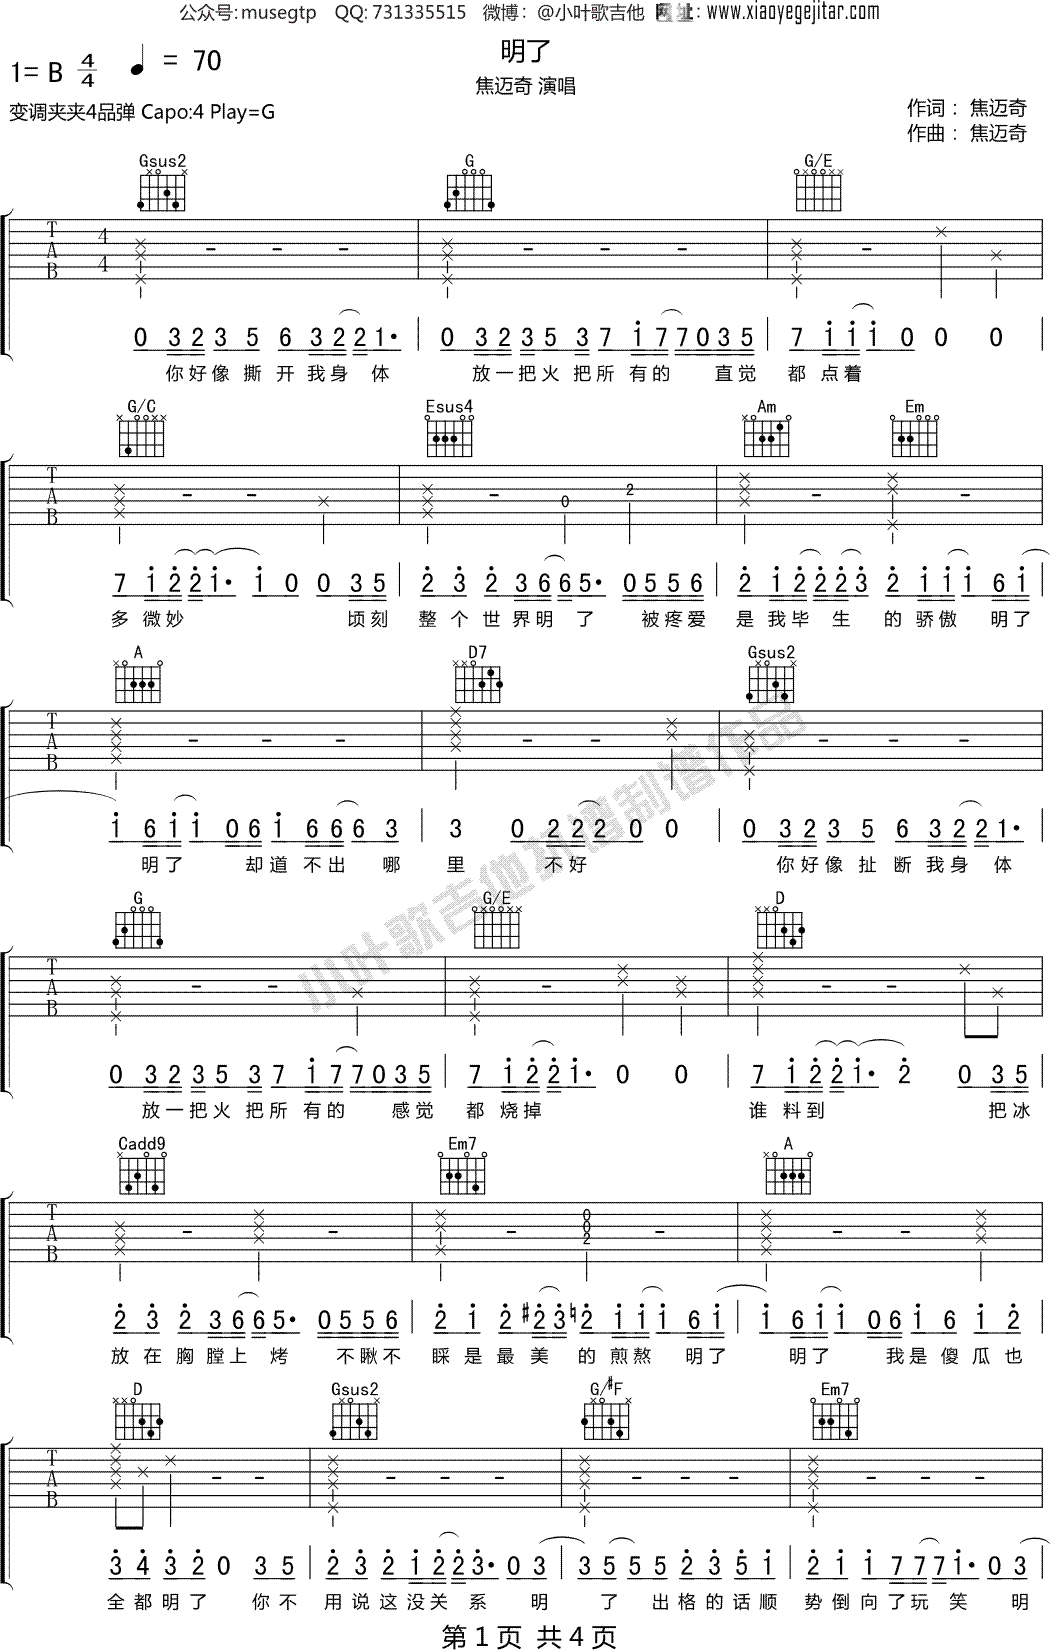 公众号: musegtp QQ: 731335515 微博: @小叶歌吉他 网址: www.xiaoyegejitar.com
明了
1= B 4/4 ♩ = 70
焦迈奇 演唱
变调夹夹4品弹 Capo:4 Play=G
作词： 焦迈奇
作曲： 焦迈奇
Gsus2 G G/E
T A B 4 4
0 3 2 3 5 6 3 2 2 1· | 0 3 2 3 5 3 7 1 7 7 0 3 5 | 7 1 1 1 0 0 0
你好像 撕 开我身 体 放一把火把所 有的 直觉 都 点着
G/C Esus4 Am Em
T A B 0 2
7 1 2 2 1· 1 0 0 3 5 | 2 3 2 3 6 6 5· 0 5 5 6 | 2 1 2 2 2 3 2 1 1 1 6 1
多 微妙 顷刻 整 个 世 界明 了 被疼爱 是我毕 生 的 骄傲 明了
A D7 Gsus2
T A B
1 6 1 1 0 6 1 6 6 6 3 | 3 0 2 2 2 0 0 | 0 3 2 3 5 6 3 2 2 1·
明了 却道不出 哪 里 不好 你好像 扯 断我身 体
G G/E D
T A B
0 3 2 3 5 3 7 1 7 7 0 3 5 | 7 1 2 2 1· 0 0 | 7 1 2 2 1· 2 0 3 5
放一把火把所 有的 感觉 都 烧掉 谁 料到 把冰
Cadd9 Em7 A
T A B 0 0 2
2 3 2 3 6 6 5· 0 5 5 6 | 2 1 2 #2 3 ♮2 1 1 1 6 1 | 1 6 1 1 0 6 6 1 2
放 在 胸 膛上 烤 不瞅不 睬是 最 美 的 煎熬 明了 明了 我是傻瓜也
D Gsus2 G/#F Em7
T A B
3 4 3 2 0 3 5 | 2 3 2 1 2 2 3· 0 3 | 3 5 5 5 2 3 5 1 | 2 1 1 7 7 7 1· 0 3
全都明了 你不 用说这没关 系 明 了 出格的话顺 势倒向了玩 笑 明
小叶歌吉他扒谱制谱作品
第 1 页 共 4 页